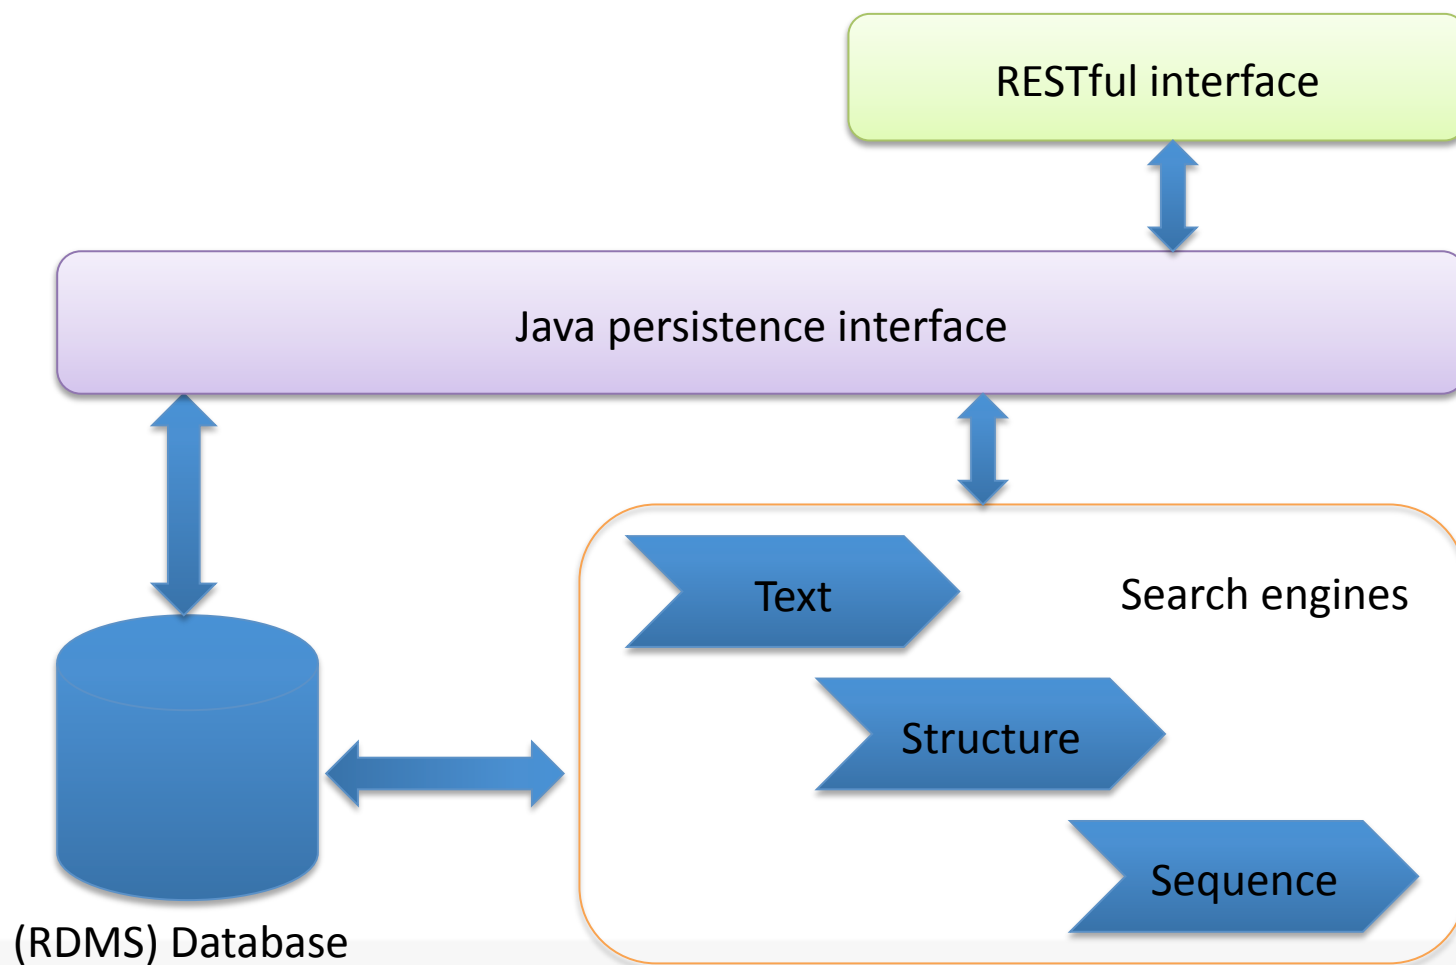 RESTful interface
Java persistence interface
Text
Search engines
Structure
Sequence
(RDMS) Database